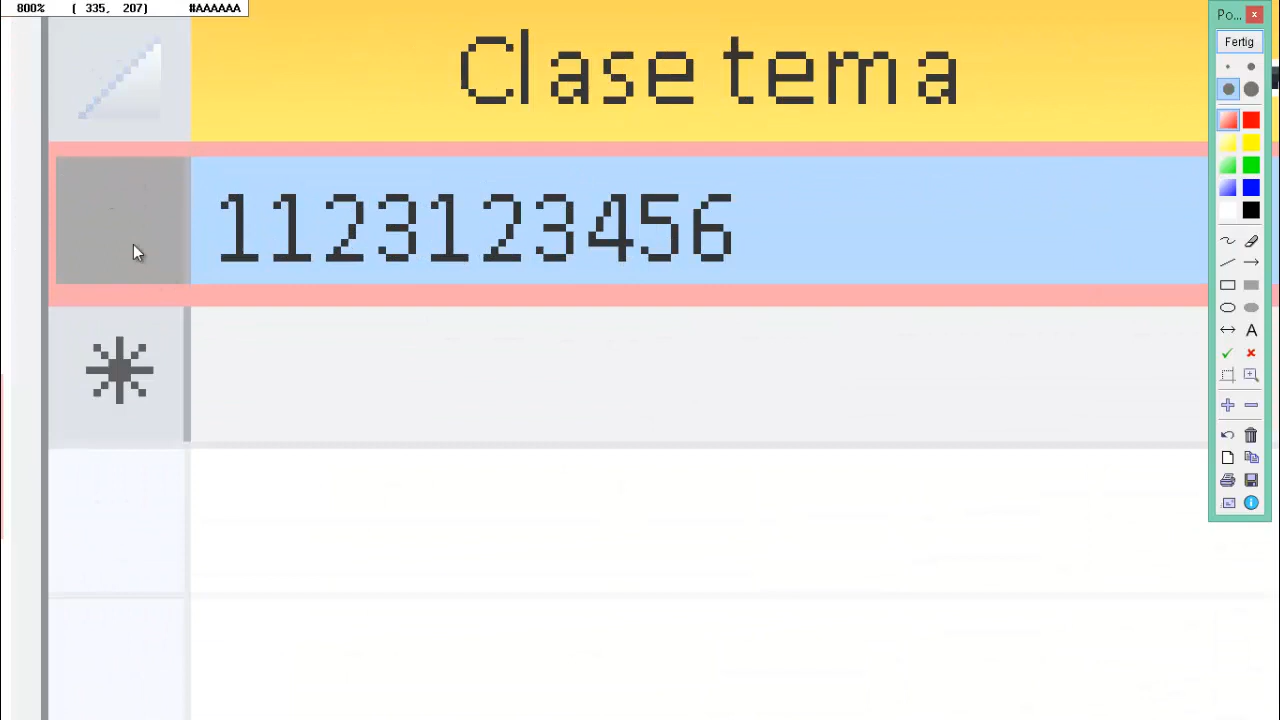 800% ( 335, 207) #AAAAAA
Po...
Fertig
Clase tema
1123123456
A